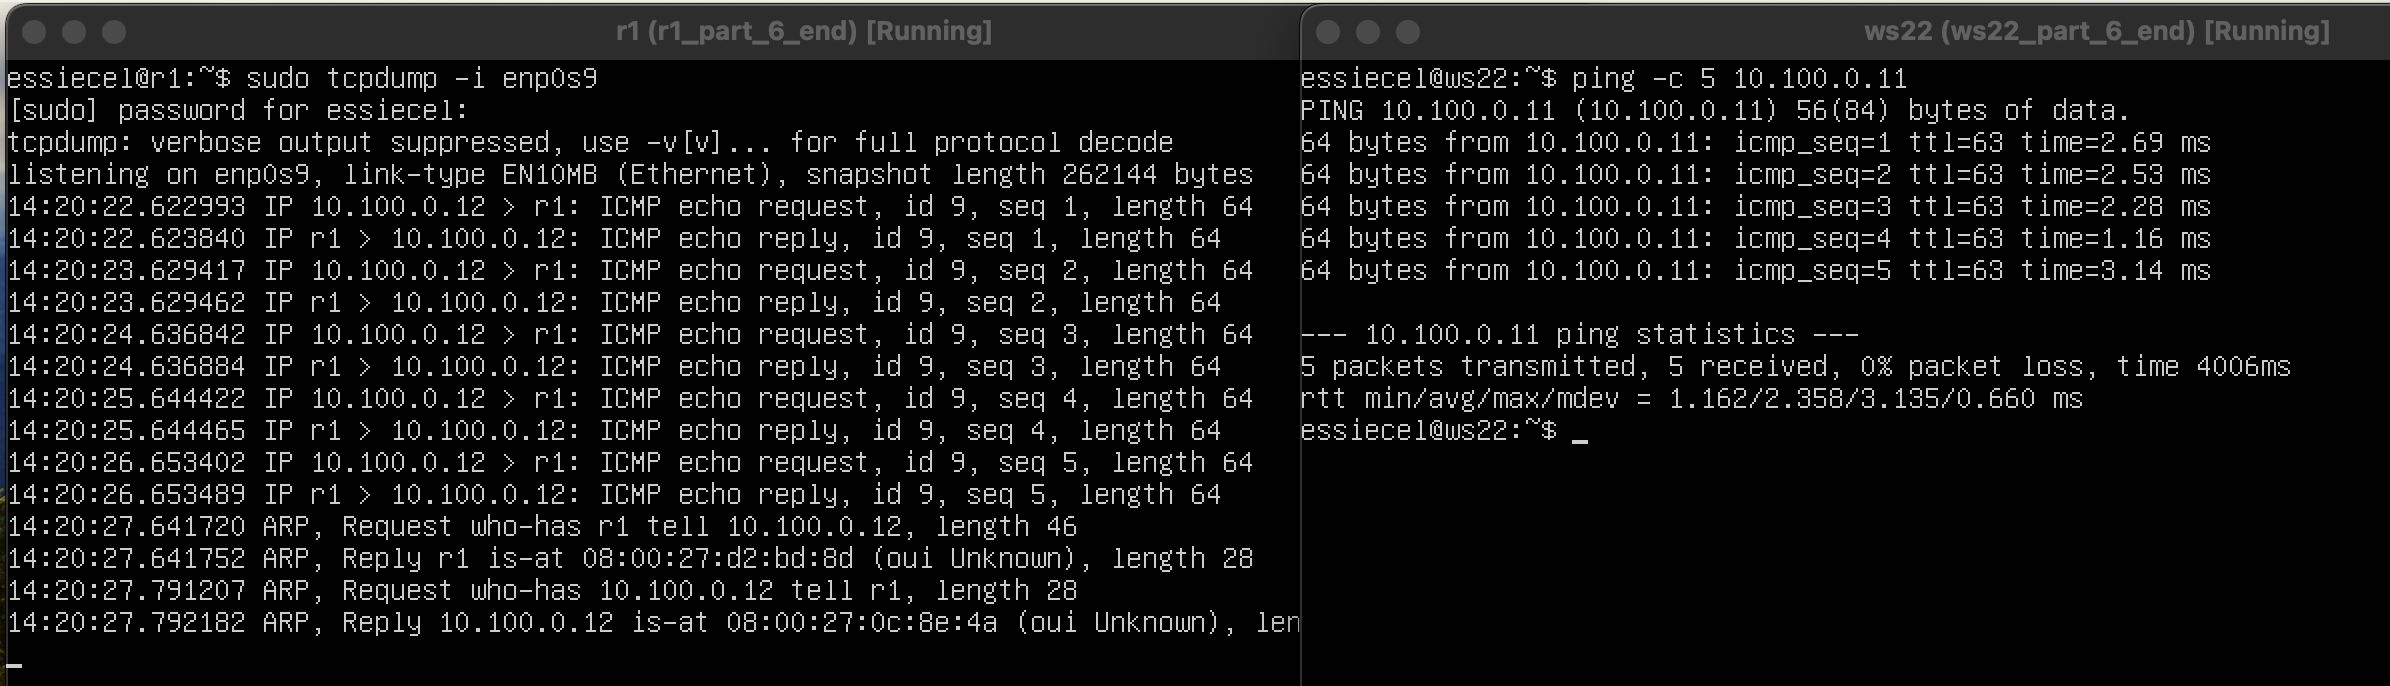 r1 (r1_part_6_end) [Running]
essiecel@r1:~$ sudo tcpdump -i enp0s9
[sudo] password for essiecel:
tcpdump: verbose output suppressed, use -v[v]... for full protocol decode
listening on enp0s9, link-type EN10MB (Ethernet), snapshot length 262144 bytes
14:20:22.622993 IP 10.100.0.12 > r1: ICMP echo request, id 9, seq 1, length 64
14:20:22.623840 IP r1 > 10.100.0.12: ICMP echo reply, id 9, seq 1, length 64
14:20:23.629417 IP 10.100.0.12 > r1: ICMP echo request, id 9, seq 2, length 64
14:20:23.629462 IP r1 > 10.100.0.12: ICMP echo reply, id 9, seq 2, length 64
14:20:24.636842 IP 10.100.0.12 > r1: ICMP echo request, id 9, seq 3, length 64
14:20:24.636884 IP r1 > 10.100.0.12: ICMP echo reply, id 9, seq 3, length 64
14:20:25.644422 IP 10.100.0.12 > r1: ICMP echo request, id 9, seq 4, length 64
14:20:25.644465 IP r1 > 10.100.0.12: ICMP echo reply, id 9, seq 4, length 64
14:20:26.653402 IP 10.100.0.12 > r1: ICMP echo request, id 9, seq 5, length 64
14:20:26.653489 IP r1 > 10.100.0.12: ICMP echo reply, id 9, seq 5, length 64
14:20:27.641720 ARP, Request who-has r1 tell 10.100.0.12, length 46
14:20:27.641752 ARP, Reply r1 is-at 08:00:27:d2:bd:8d (oui Unknown), length 28
14:20:27.791207 ARP, Request who-has 10.100.0.12 tell r1, length 28
14:20:27.792182 ARP, Reply 10.100.0.12 is-at 08:00:27:0c:8e:4a (oui Unknown), len
ws22 (ws22_part_6_end) [Running]
essiecel@ws22:~$ ping -c 5 10.100.0.11
PING 10.100.0.11 (10.100.0.11) 56(84) bytes of data.
64 bytes from 10.100.0.11: icmp_seq=1 ttl=63 time=2.69 ms
64 bytes from 10.100.0.11: icmp_seq=2 ttl=63 time=2.53 ms
64 bytes from 10.100.0.11: icmp_seq=3 ttl=63 time=2.28 ms
64 bytes from 10.100.0.11: icmp_seq=4 ttl=63 time=1.16 ms
64 bytes from 10.100.0.11: icmp_seq=5 ttl=63 time=3.14 ms
--- 10.100.0.11 ping statistics ---
5 packets transmitted, 5 received, 0% packet loss, time 4006ms
rtt min/avg/max/mdev = 1.162/2.358/3.135/0.660 ms
essiecel@ws22:~$ _